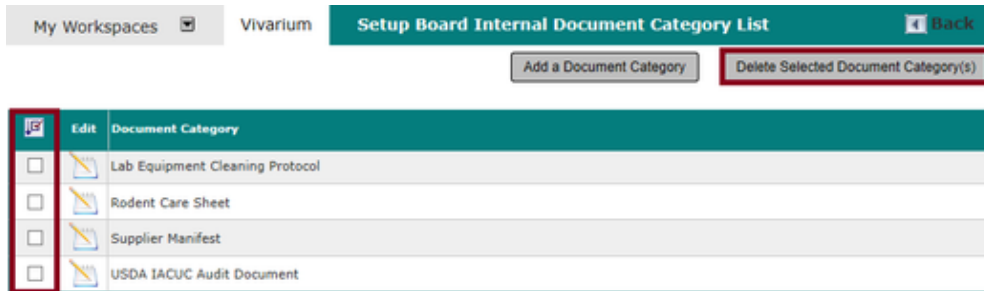 My Workspaces Vivarium Setup Board Internal Document Category List Back
Add a Document Category Delete Selected Document Category(s)
Edit Document Category
Lab Equipment Cleaning Protocol
Rodent Care Sheet
Supplier Manifest
USDA IACUC Audit Document